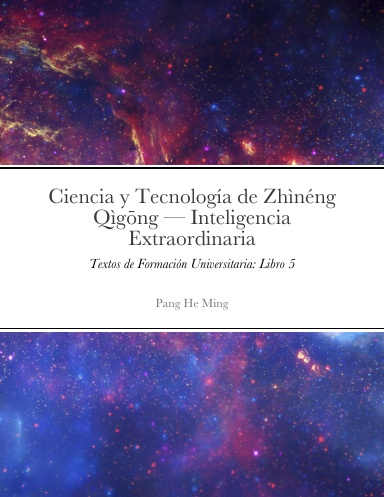 Ciencia y Tecnología de Zhìnéng
Qìgōng — Inteligencia
Extraordinaria
Textos de Formación Universitaria: Libro 5
Pang He Ming